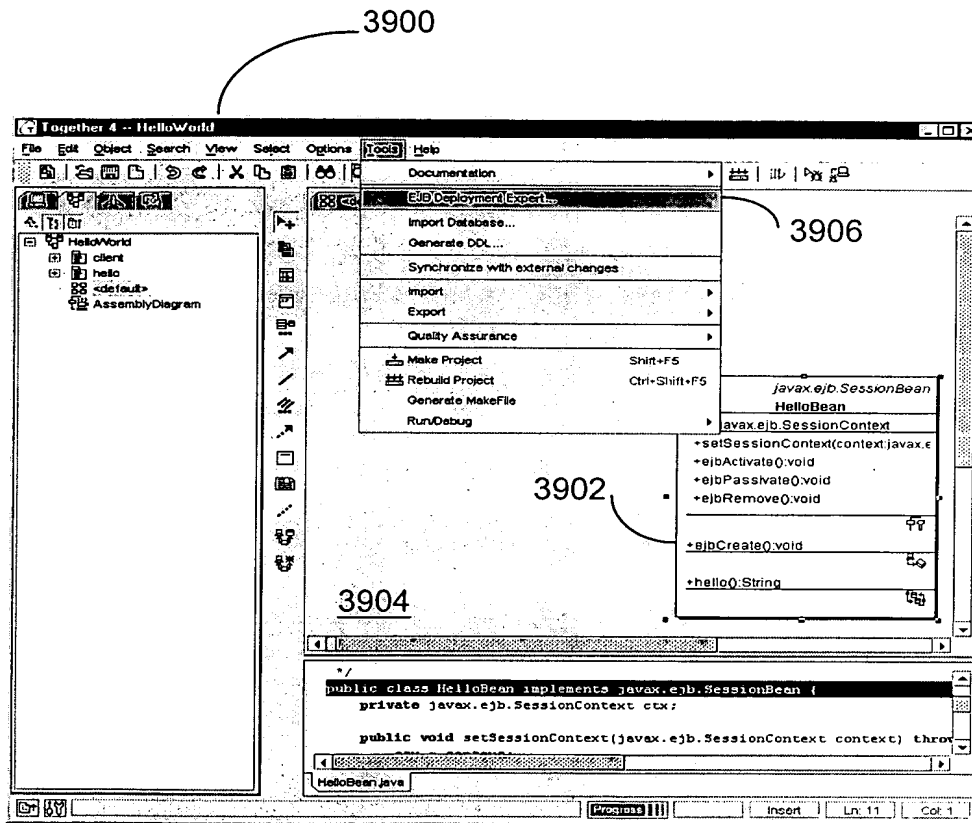 3900
Together 4 -- HelloWorld
File Edit Object Search View Select Options Tools Help
Documentation
EJB Deployment Expert...
3906
Import Database...
Generate DDL...
Synchronize with external changes
Import
Export
Quality Assurance
Make Project Shift+F5
Rebuild Project Ctrl+Shift+F5
Generate MakeFile
Run/Debug
HelloWorld
client
hello
<default>
AssemblyDiagram
javax.ejb.SessionBean
HelloBean
javax.ejb.SessionContext
+setSessionContext(context:javax.e
+ejbActivate():void
+ejbPassivate():void
+ejbRemove():void
3902
+ejbCreate():void
+hello():String
3904
*/
public class HelloBean implements javax.ejb.SessionBean {
private javax.ejb.SessionContext ctx;
public void setSessionContext(javax.ejb.SessionContext context) throw
HelloBean.java
Progress Insert Ln: 11 Col: 1